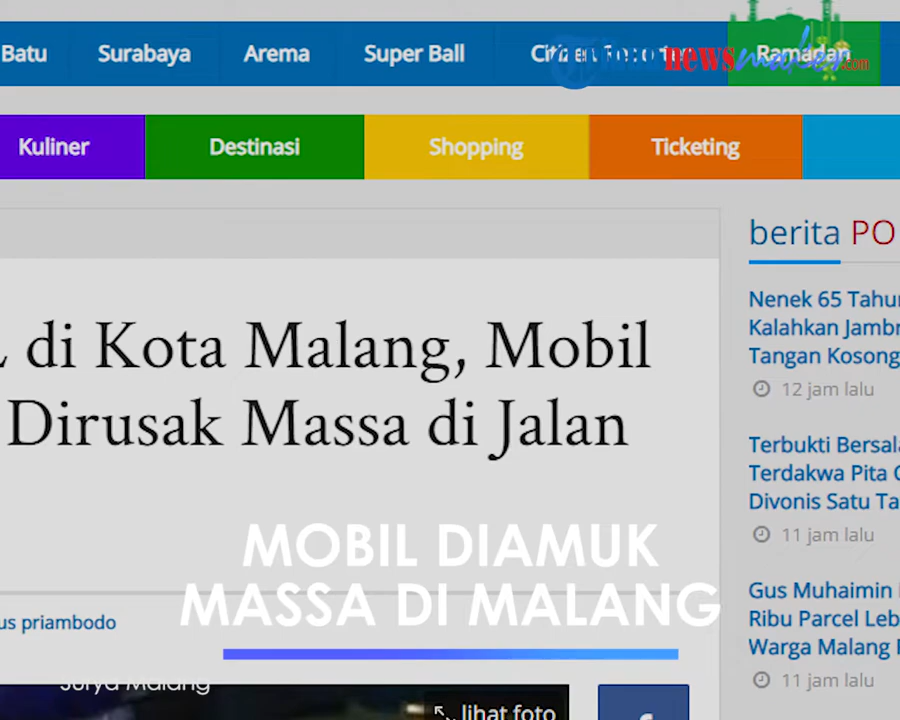 Batu Surabaya Arema Super Ball Ramadan
newsmaker.com
Kuliner Destinasi Shopping Ticketing
berita PO
di Kota Malang, Mobil
Dirusak Massa di Jalan
Nenek 65 Tahu
Kalahkan Jamb
Tangan Kosong
12 jam lalu
Terbukti Bersal
Terdakwa Pita
Divonis Satu Ta
11 jam lalu
MOBIL DIAMUK
MASSA DI MALANG
us priambodo
Gus Muhaimin
Ribu Parcel Leb
Warga Malang
11 jam lalu
Surya Malang
lihat foto